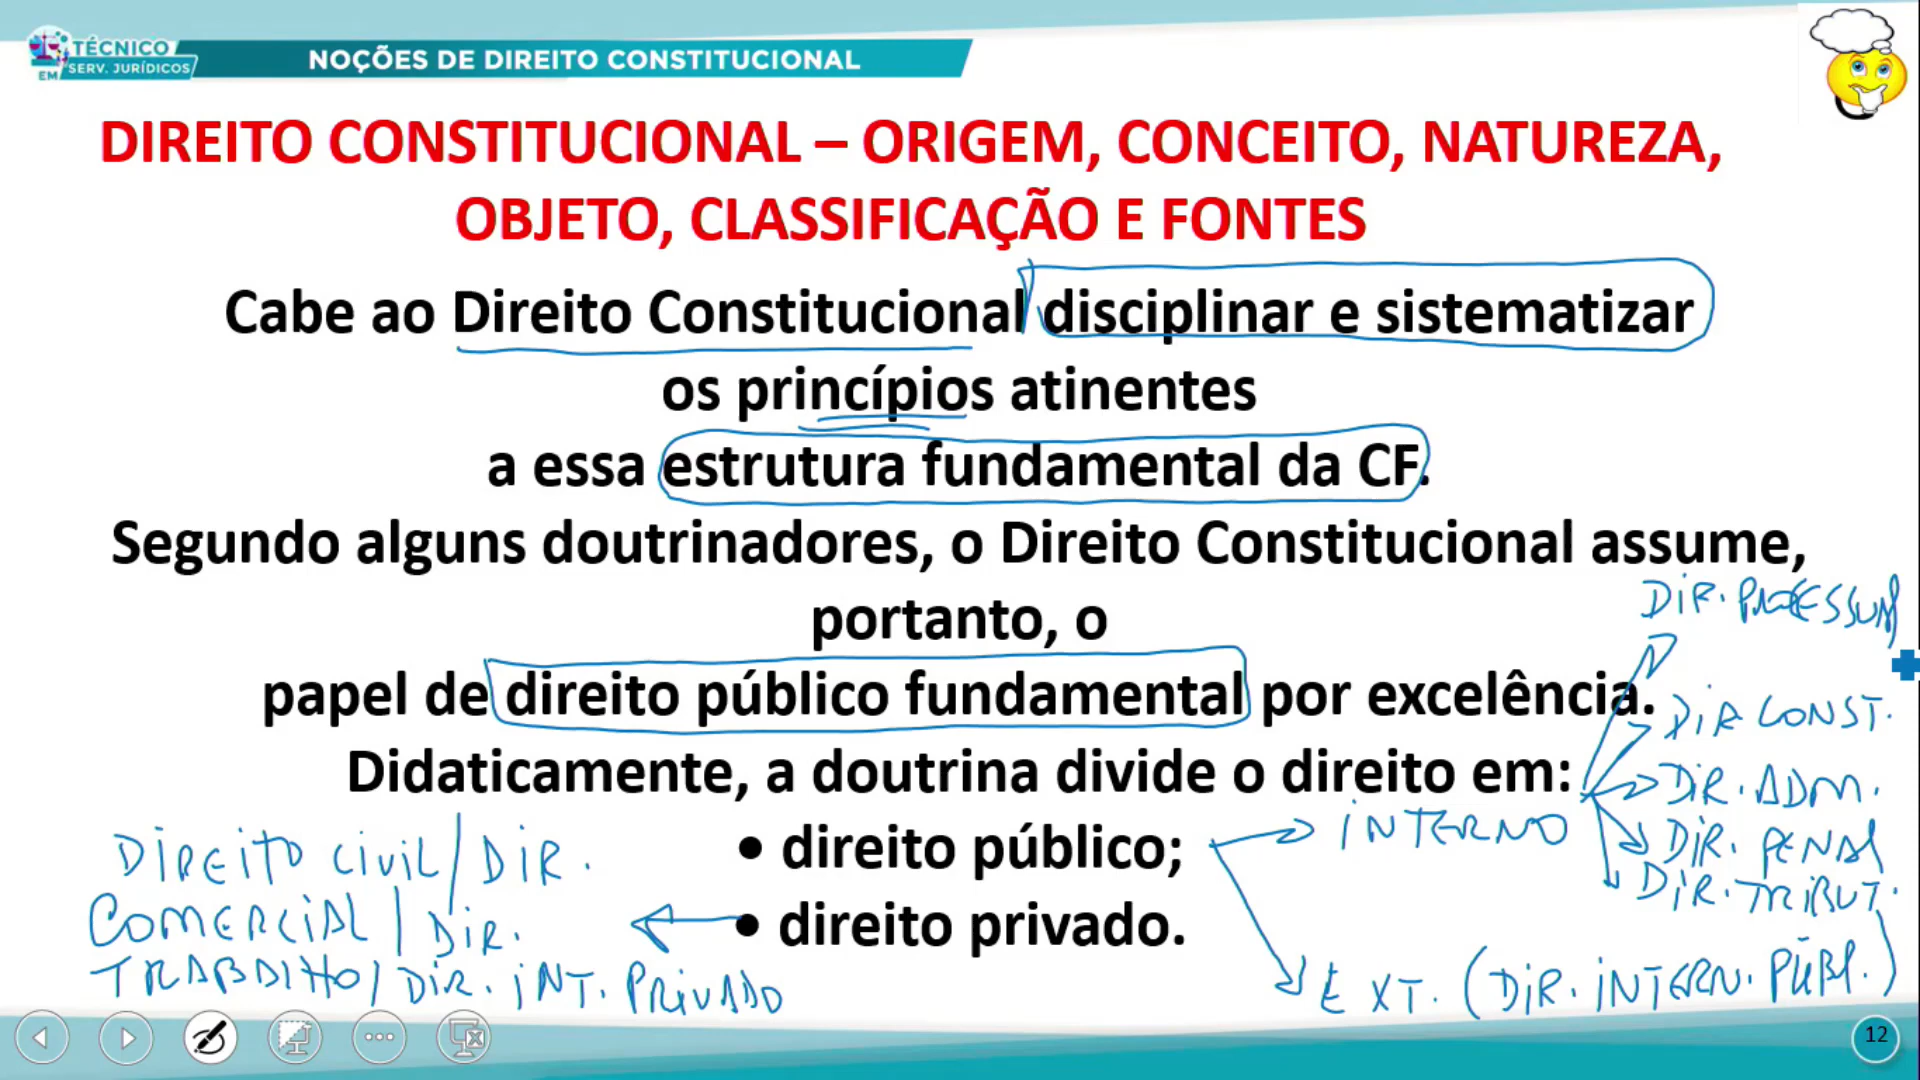 TÉCNICO
EM SERV. JURÍDICOS
NOÇÕES DE DIREITO CONSTITUCIONAL
DIREITO CONSTITUCIONAL – ORIGEM, CONCEITO, NATUREZA,
OBJETO, CLASSIFICAÇÃO E FONTES
Cabe ao Direito Constitucional disciplinar e sistematizar
os princípios atinentes
a essa estrutura fundamental da CF.
Segundo alguns doutrinadores, o Direito Constitucional assume,
portanto, o
papel de direito público fundamental por excelência.
Didaticamente, a doutrina divide o direito em:
• direito público;
• direito privado.
DIR. PROCESSUAL
DIR CONST.
DIR. ADM.
DIR. PENAL
DIR. TRIBUT.
INTERNO
EXT. (DIR. INTERN. PÚBL.)
DIREITO CIVIL / DIR.
COMERCIAL / DIR.
TRABALHO / DIR. INT. PRIVADO
12